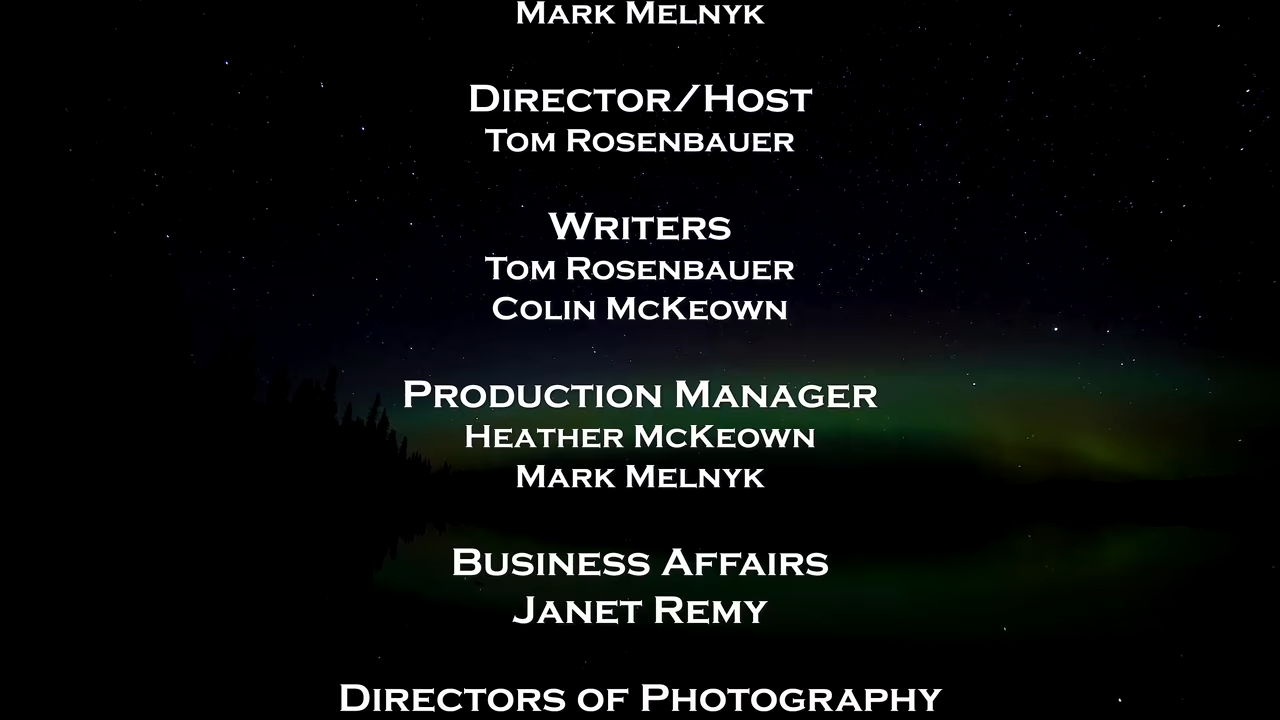 Mark Melnyk
Director/Host
Tom Rosenbauer
Writers
Tom Rosenbauer
Colin McKeown
Production Manager
Heather McKeown
Mark Melnyk
Business Affairs
Janet Remy
Directors of Photography